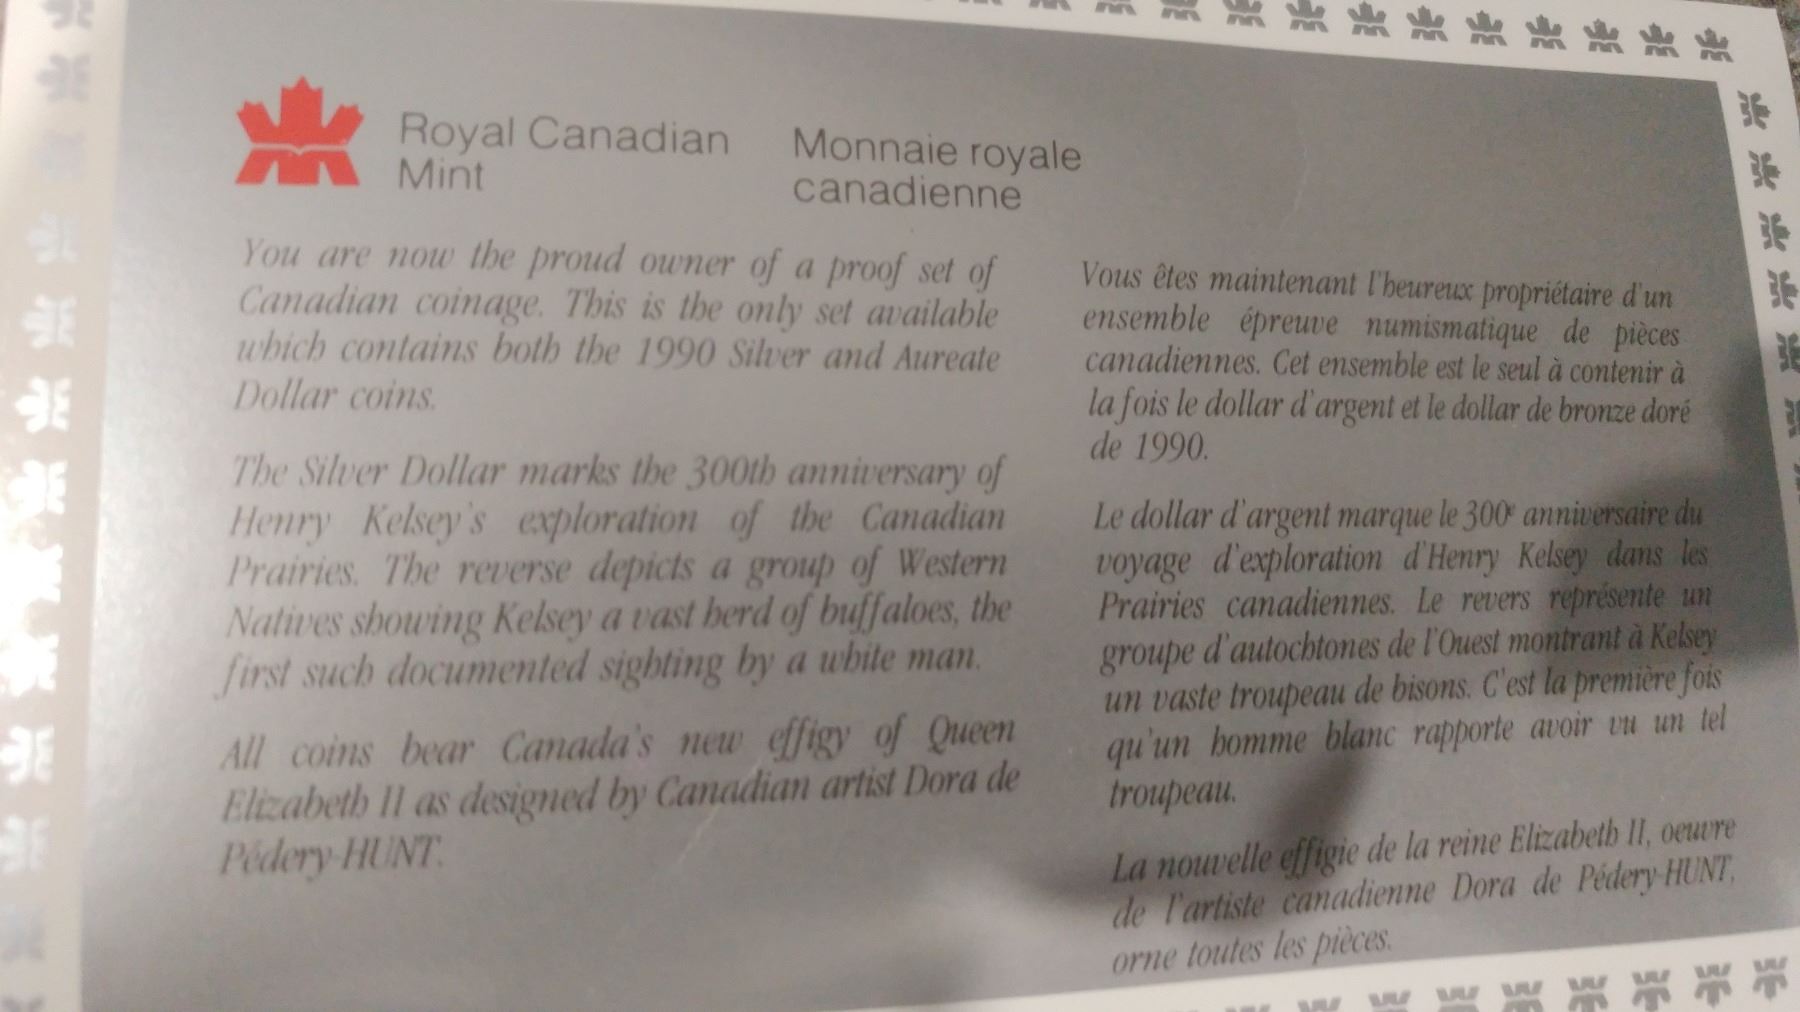 Royal Canadian
Mint
Monnaie royale
canadienne
You are now the proud owner of a proof set of
Canadian coinage. This is the only set available
which contains both the 1990 Silver and Aureate
Dollar coins.
The Silver Dollar marks the 300th anniversary of
Henry Kelsey's exploration of the Canadian
Prairies. The reverse depicts a group of Western
Natives showing Kelsey a vast herd of buffaloes, the
first such documented sighting by a white man.
All coins bear Canada's new effigy of Queen
Elizabeth II as designed by Canadian artist Dora de
Pédery-HUNT.
Vous êtes maintenant l'heureux propriétaire d'un
ensemble épreuve numismatique de pièces
canadiennes. Cet ensemble est le seul à contenir à
la fois le dollar d'argent et le dollar de bronze doré
de 1990.
Le dollar d'argent marque le 300e anniversaire du
voyage d'exploration d'Henry Kelsey dans les
Prairies canadiennes. Le revers représente un
groupe d'autochtones de l'Ouest montrant à Kelsey
un vaste troupeau de bisons. C'est la première fois
qu'un homme blanc rapporte avoir vu un tel
troupeau.
La nouvelle effigie de la reine Elizabeth II, oeuvre
de l'artiste canadienne Dora de Pédery-HUNT,
orne toutes les pièces.